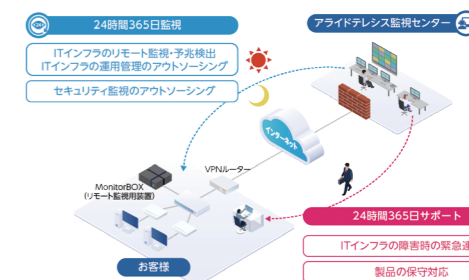 24時間365日監視
アライドテレシス監視センター
ITインフラのリモート監視・予兆検出
ITインフラの運用管理のアウトソーシング
セキュリティ監視のアウトソーシング
インターネット
VPNルーター
MonitorBOX
(リモート監視用装置)
お客様
24時間365日サポート
ITインフラの障害時の緊急連
製品の保守対応